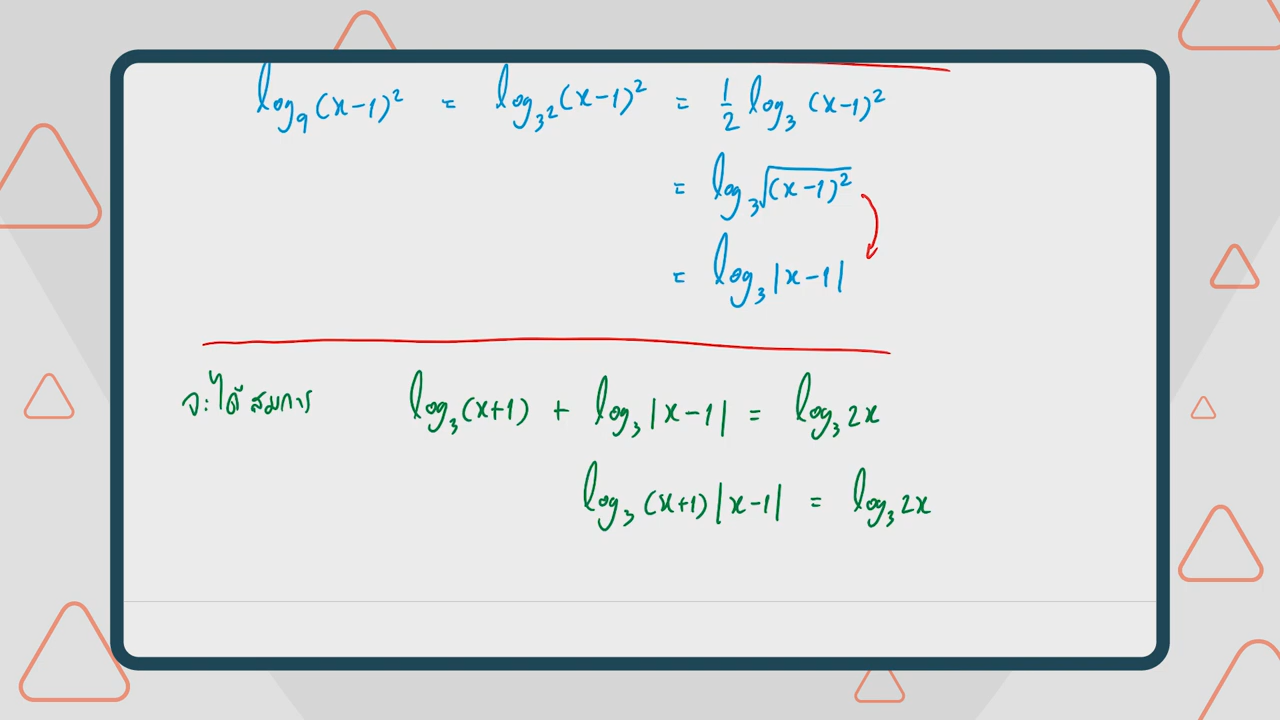 log₉(x-1)² = log₃²(x-1)² = ½ log₃ (x-1)²
= log₃√(x-1)²
= log₃|x-1|
จะได้สมการ log₃(x+1) + log₃|x-1| = log₃2x
log₃(x+1)|x-1| = log₃2x